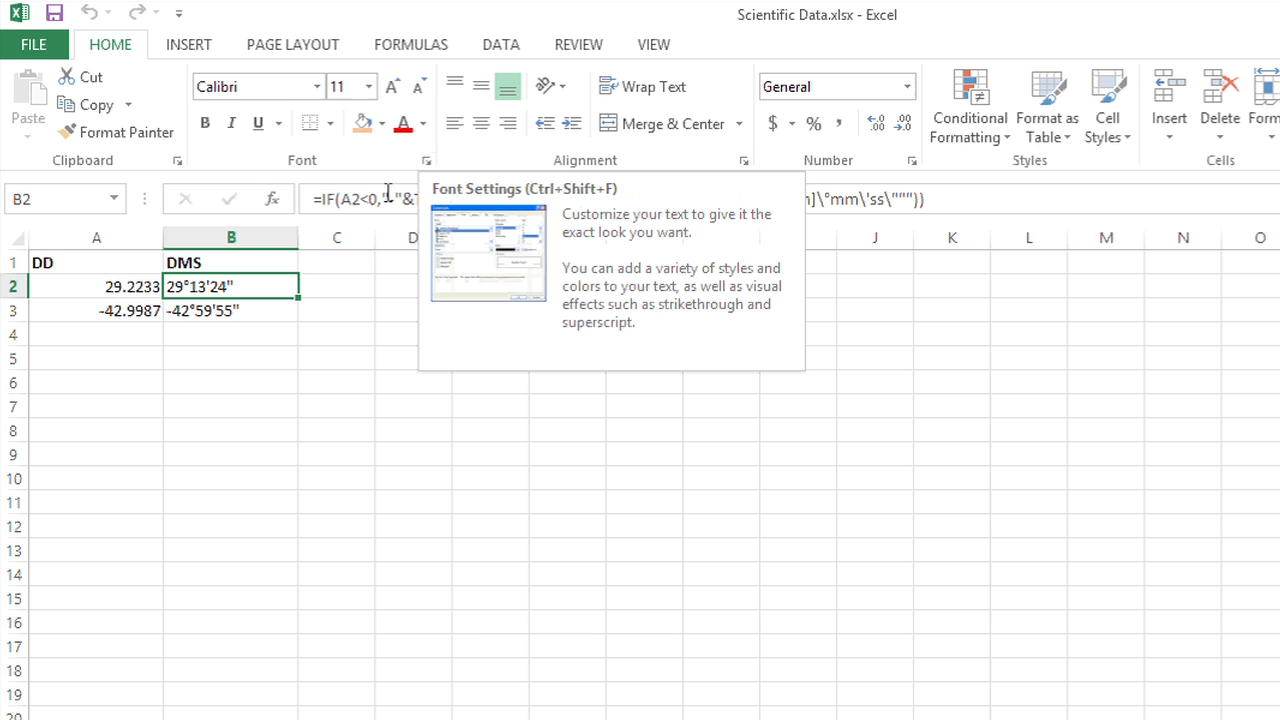 Scientific Data.xlsx - Excel
FILE HOME INSERT PAGE LAYOUT FORMULAS DATA REVIEW VIEW
Paste
Cut
Copy
Format Painter
Clipboard
Calibri 11
B I U A
Font
Wrap Text
Merge & Center
Alignment
General
$ % ,
Number
Conditional
Formatting
Format as
Table
Cell
Styles
Styles
Insert Delete Form
Cells
B2
fx
=IF(A2<0,"-"&T
]\°mm\'ss\"""))
Font Settings (Ctrl+Shift+F)
Customize your text to give it the
exact look you want.
You can add a variety of styles and
colors to your text, as well as visual
effects such as strikethrough and
superscript.
A B C D J K L M N O
1 DD DMS
2 29.2233 29°13'24"
3 -42.9987 -42°59'55"
4
5
6
7
8
9
10
11
12
13
14
15
16
17
18
19
20